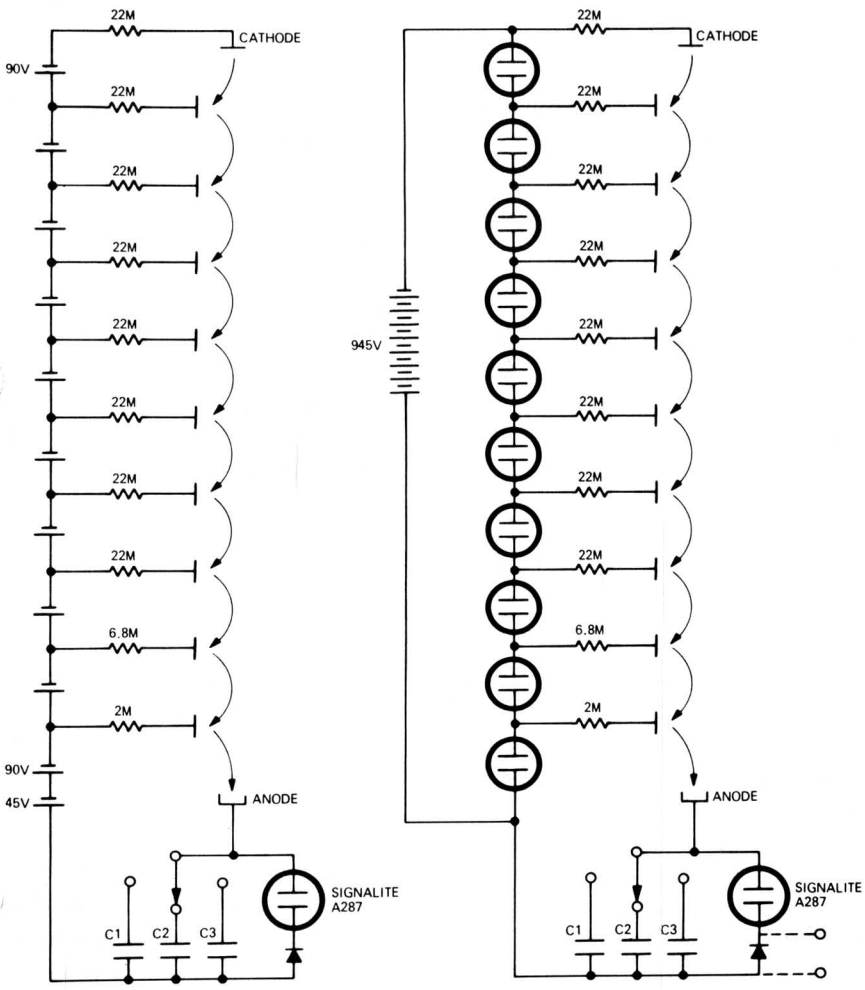 22M
CATHODE
90V
22M
22M
22M
22M
22M
22M
22M
6.8M
2M
90V
45V
ANODE
SIGNALITE
A287
C1
C2
C3
22M
CATHODE
22M
22M
22M
22M
945V
22M
22M
22M
6.8M
2M
ANODE
SIGNALITE
A287
C1
C2
C3